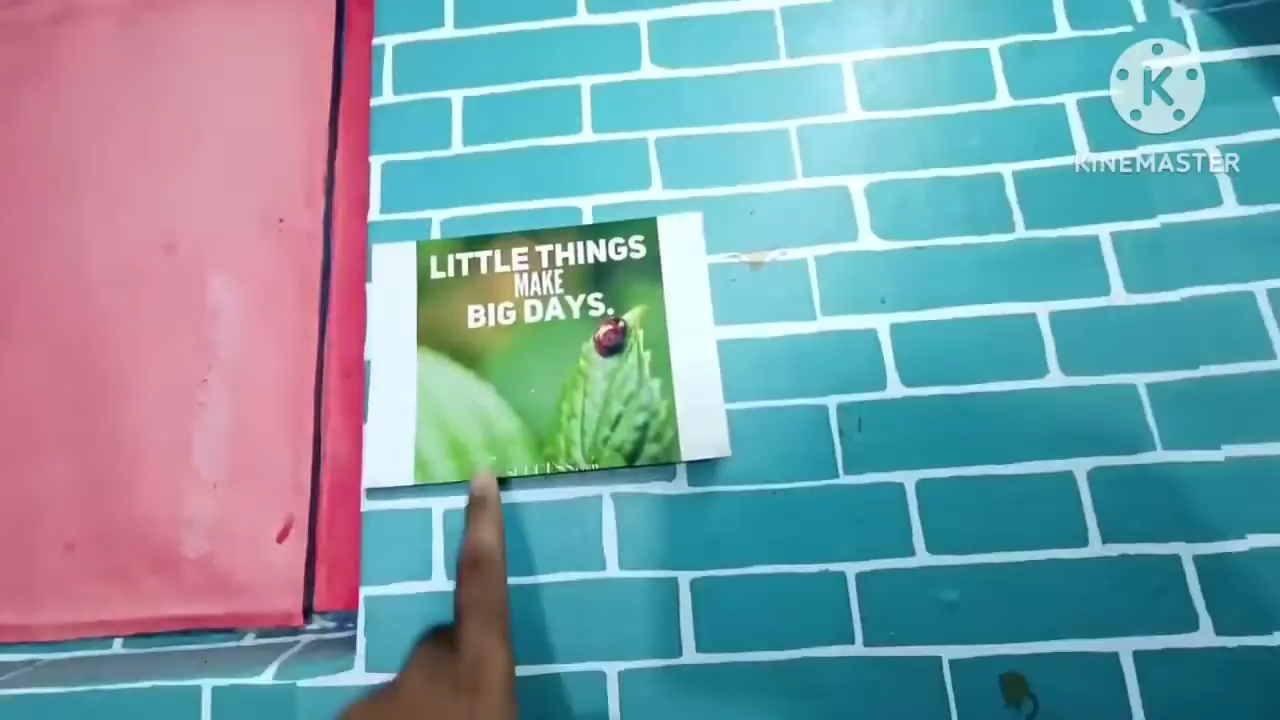 LITTLE THINGS
MAKE
BIG DAYS.
K
KINEMASTER